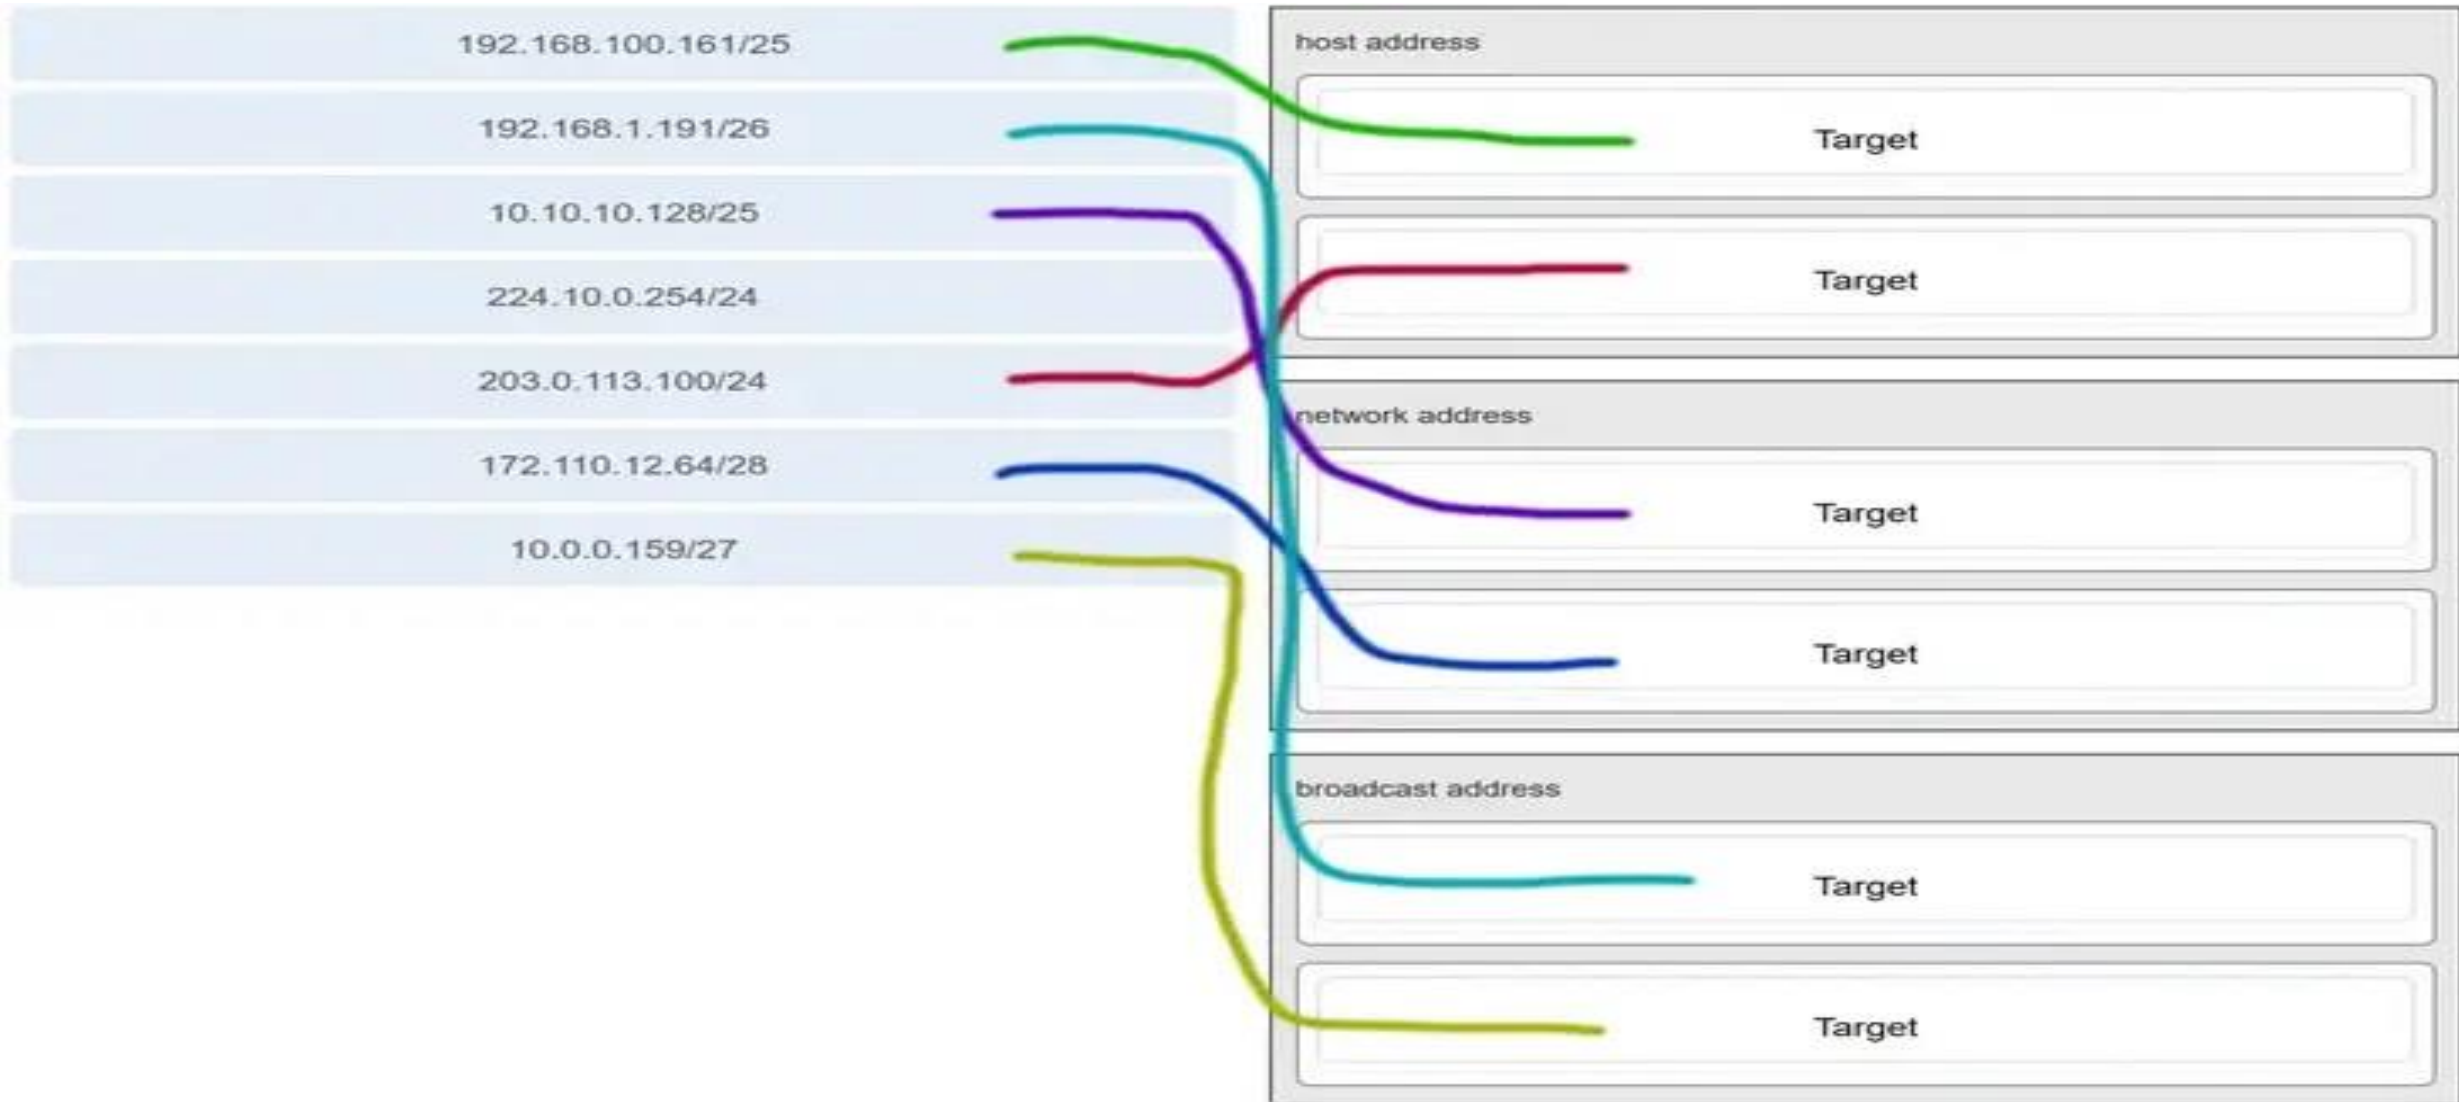 192.168.100.161/25
192.168.1.191/26
10.10.10.128/25
224.10.0.254/24
203.0.113.100/24
172.110.12.64/28
10.0.0.159/27
host address
Target
Target
network address
Target
Target
broadcast address
Target
Target